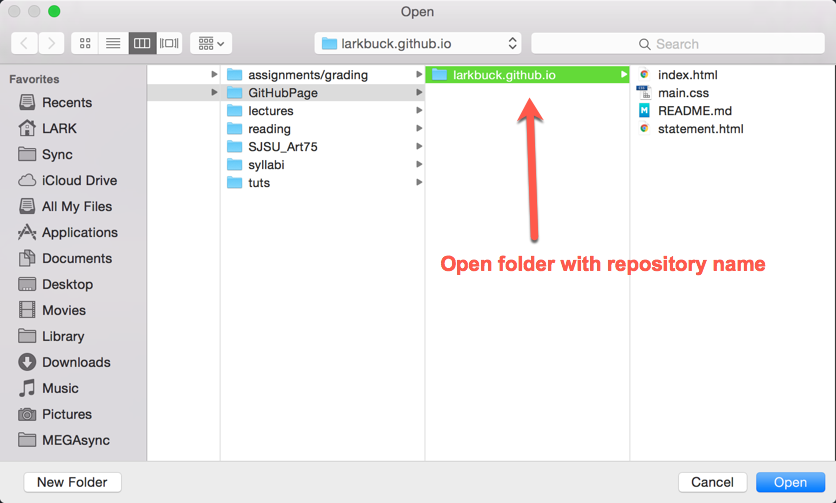 Open
larkbuck.github.io
Search
Favorites
Recents
LARK
Sync
iCloud Drive
All My Files
Applications
Documents
Desktop
Movies
Library
Downloads
Music
Pictures
MEGAsync
assignments/grading
GitHubPage
lectures
reading
SJSU_Art75
syllabi
tuts
larkbuck.github.io
index.html
main.css
README.md
statement.html
Open folder with repository name
New Folder
Cancel
Open